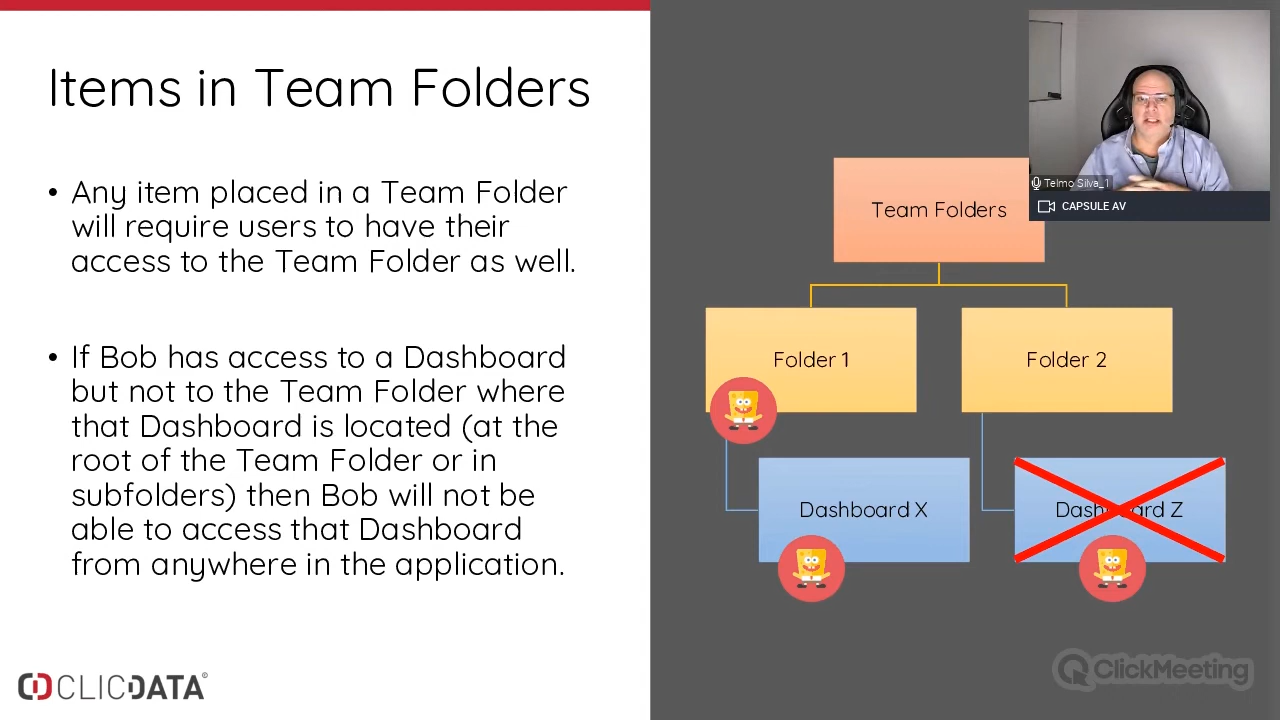 Items in Team Folders
• Any item placed in a Team Folder
will require users to have their
access to the Team Folder as well.
• If Bob has access to a Dashboard
but not to the Team Folder where
that Dashboard is located (at the
root of the Team Folder or in
subfolders) then Bob will not be
able to access that Dashboard
from anywhere in the application.
CLICDATA
Telmo Silva_1
CAPSULE AV
Team Folders
Folder 1
Folder 2
Dashboard X
Dashboard Z
ClickMeeting